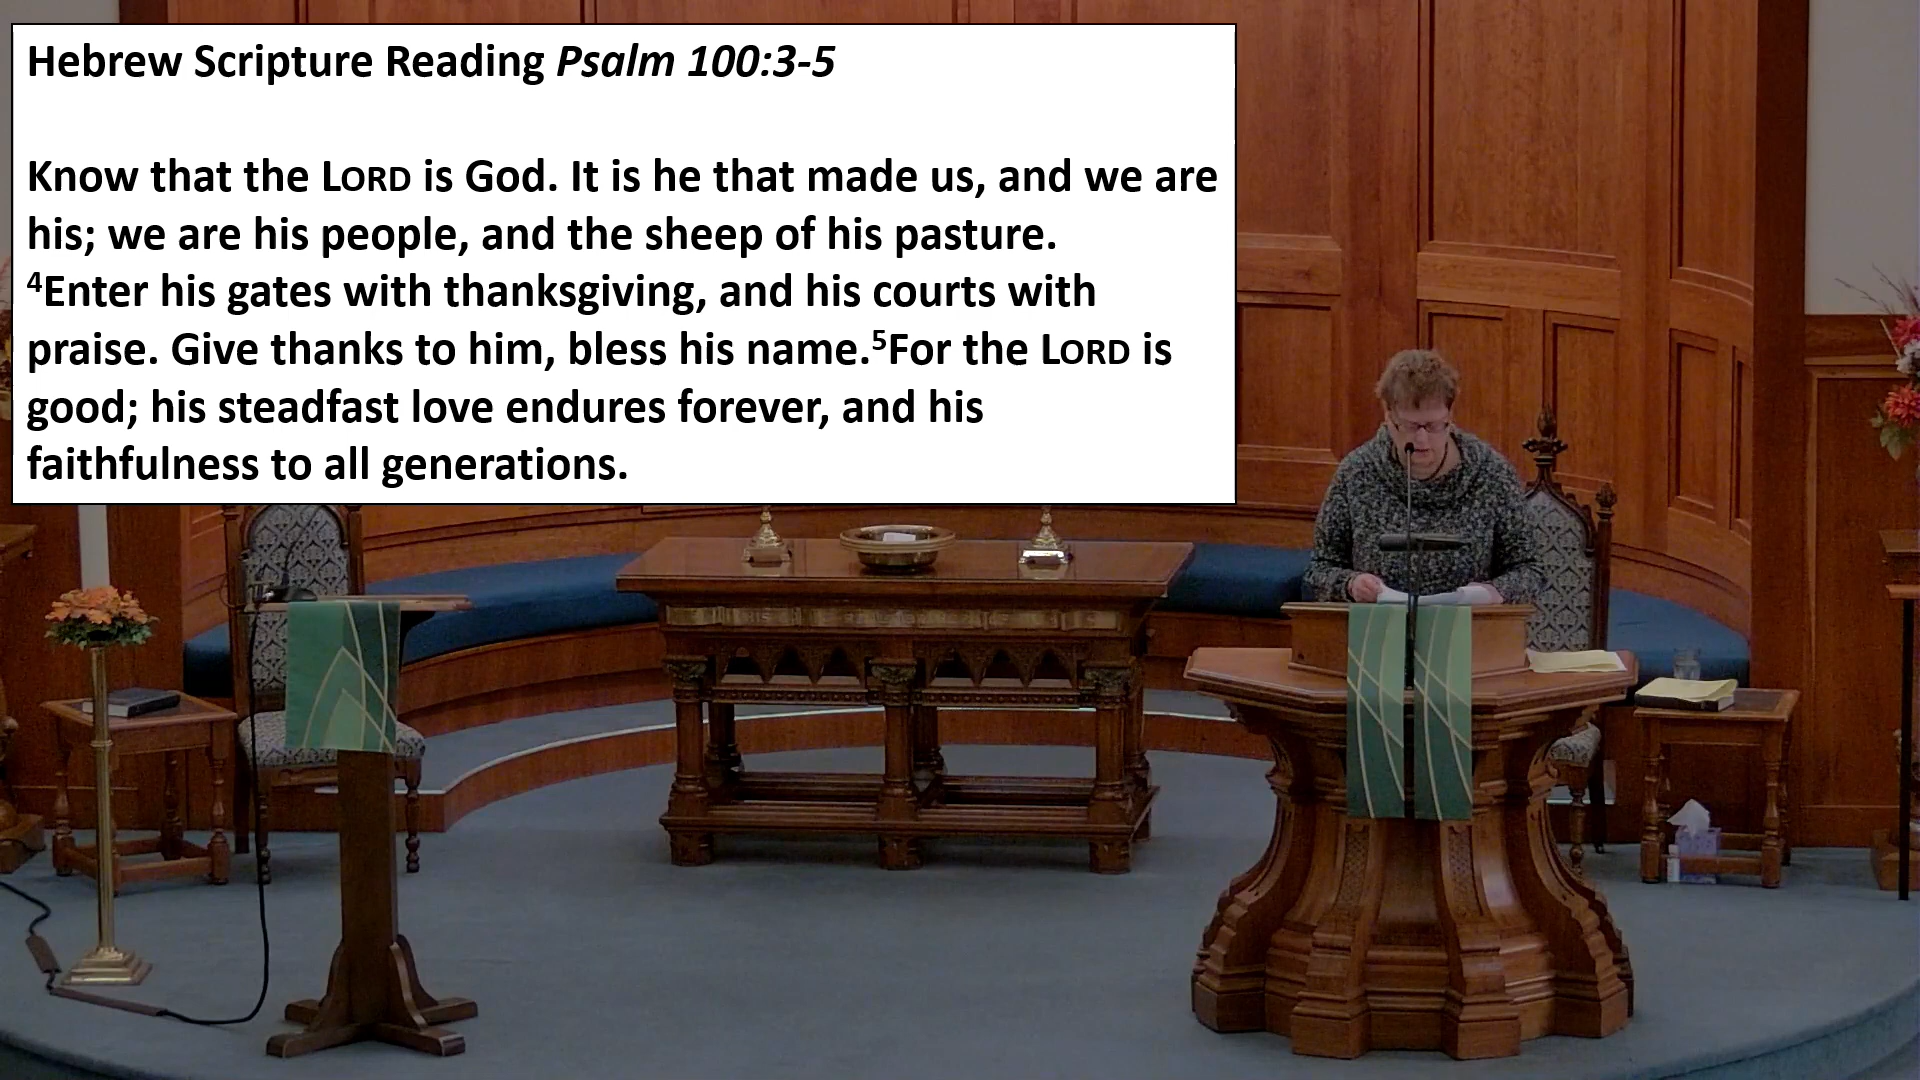 Hebrew Scripture Reading Psalm 100:3-5
Know that the LORD is God. It is he that made us, and we are
his; we are his people, and the sheep of his pasture.
⁴Enter his gates with thanksgiving, and his courts with
praise. Give thanks to him, bless his name.⁵For the LORD is
good; his steadfast love endures forever, and his
faithfulness to all generations.